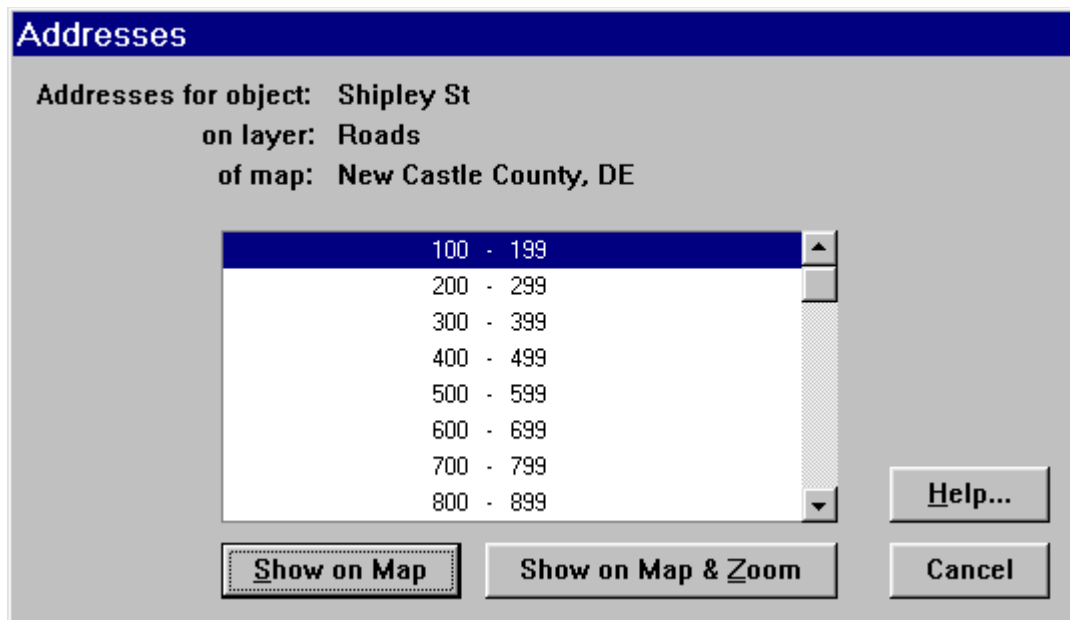 Addresses
Addresses for object: Shipley St
on layer: Roads
of map: New Castle County, DE
100 - 199
200 - 299
300 - 399
400 - 499
500 - 599
600 - 699
700 - 799
800 - 899
Help...
Show on Map Show on Map & Zoom Cancel